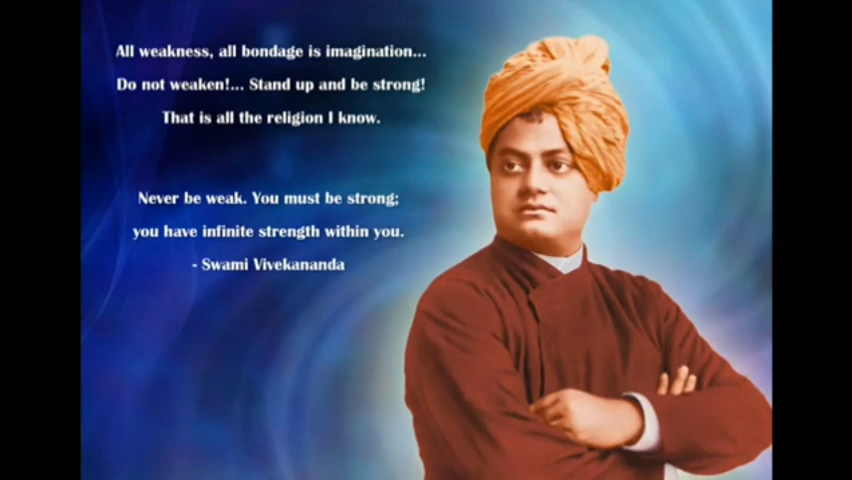 All weakness, all bondage is imagination...
Do not weaken!... Stand up and be strong!
That is all the religion I know.
Never be weak. You must be strong;
you have infinite strength within you.
- Swami Vivekananda